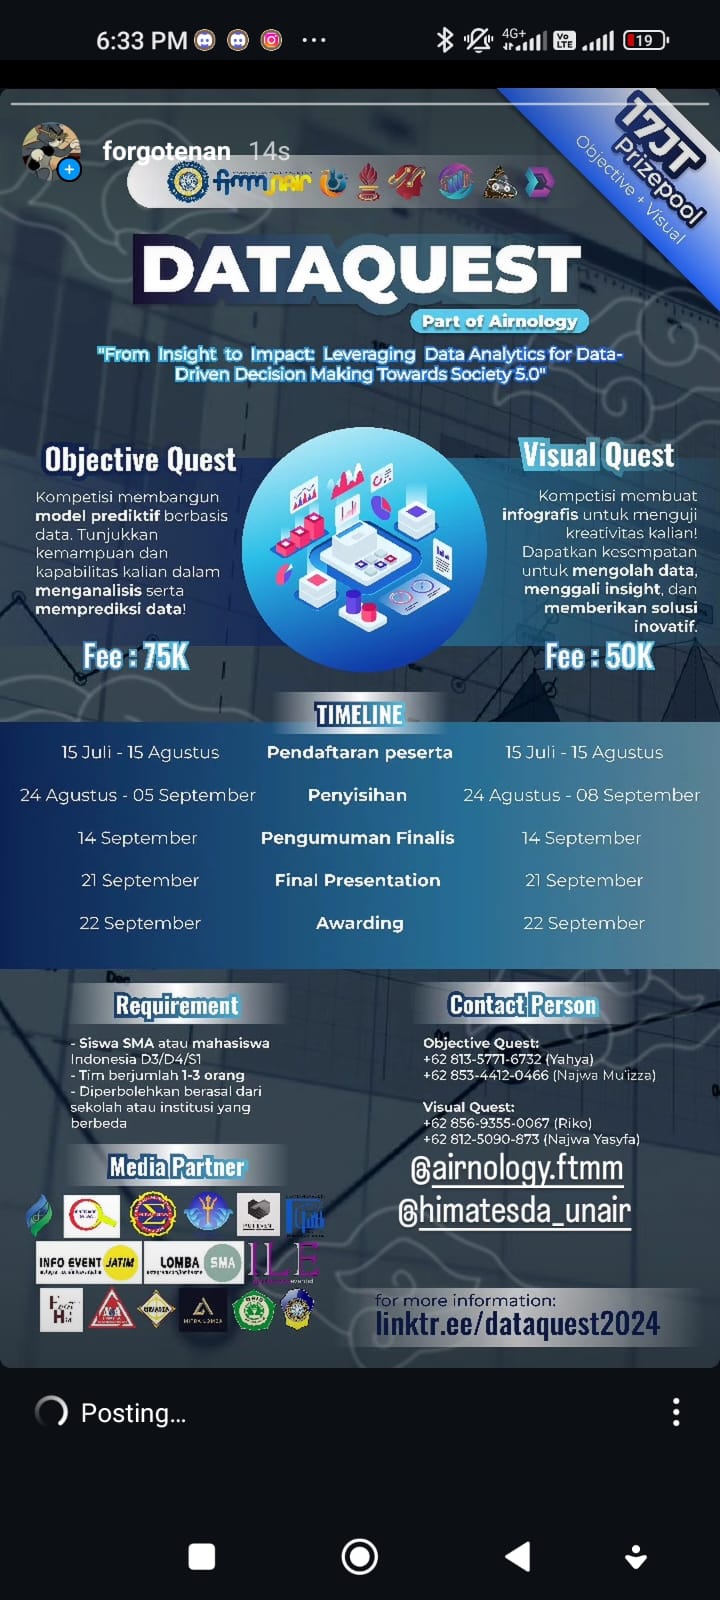 6:33 PM
4G+
Vo
LTE
19
forgotenan 14s
17JT
Prizepool
Objective + Visual
DATAQUEST
Part of Airnology
"From Insight to Impact: Leveraging Data Analytics for Data-
Driven Decision Making Towards Society 5.0"
Objective Quest
Kompetisi membangun
model prediktif berbasis
data. Tunjukkan
kemampuan dan
kapabilitas kalian dalam
menganalisis serta
memprediksi data!
Fee : 75K
Visual Quest
Kompetisi membuat
infografis untuk menguji
kreativitas kalian!
Dapatkan kesempatan
untuk mengolah data,
menggali insight, dan
memberikan solusi
inovatif.
Fee : 50K
TIMELINE
15 Juli - 15 Agustus Pendaftaran peserta 15 Juli - 15 Agustus
24 Agustus - 05 September Penyisihan 24 Agustus - 08 September
14 September Pengumuman Finalis 14 September
21 September Final Presentation 21 September
22 September Awarding 22 September
Requirement
- Siswa SMA atau mahasiswa
Indonesia D3/D4/S1
- Tim berjumlah 1-3 orang
- Diperbolehkan berasal dari
sekolah atau institusi yang
berbeda
Contact Person
Objective Quest:
+62 813-5771-6732 (Yahya)
+62 853-4412-0466 (Najwa Mu'izza)
Visual Quest:
+62 856-9355-0067 (Riko)
+62 812-5090-873 (Najwa Yasyfa)
@airnology.ftmm
@himatesda_unair
Media Partner
INFO EVENT JATIM
LOMBA SMA
ILE
for more information:
linktr.ee/dataquest2024
Posting...